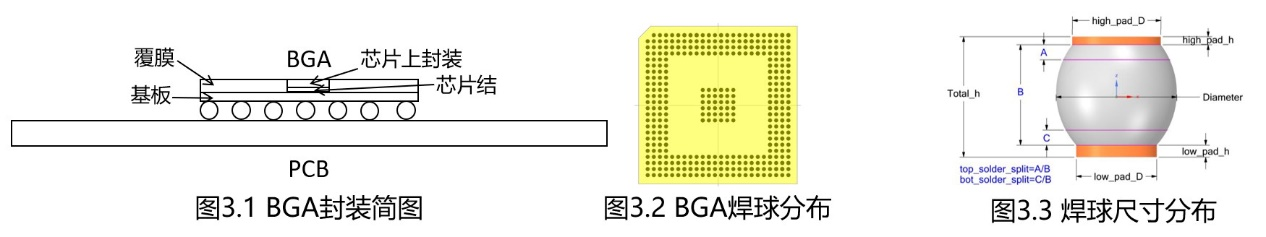 覆膜
BGA
芯片上封装
基板
芯片结
PCB
图3.1 BGA封装简图
图3.2 BGA焊球分布
high_pad_D
high_pad_h
A
B
Total_h
Diameter
z
x
C
low_pad_h
top_solder_split=A/B
bot_solder_split=C/B
low_pad_D
图3.3 焊球尺寸分布